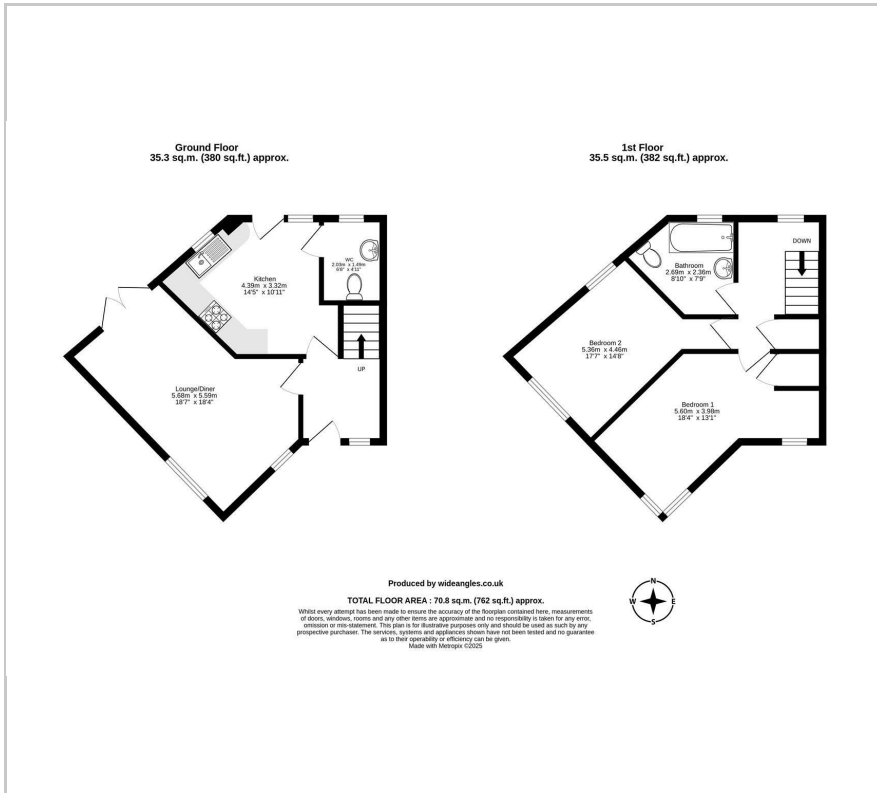 Ground Floor
35.3 sq.m. (380 sq.ft.) approx.
1st Floor
35.5 sq.m. (382 sq.ft.) approx.
WC
2.03m x 1.49m
6'8" x 4'11"
Kitchen
4.39m x 3.32m
14'5" x 10'11"
UP
Lounge/Diner
5.68m x 5.59m
18'7" x 18'4"
DOWN
Bathroom
2.69m x 2.36m
8'10" x 7'9"
Bedroom 2
5.36m x 4.46m
17'7" x 14'8"
Bedroom 1
5.60m x 3.98m
18'4" x 13'1"
Produced by wideangles.co.uk
TOTAL FLOOR AREA : 70.8 sq.m. (762 sq.ft.) approx.
Whilst every attempt has been made to ensure the accuracy of the floorplan contained here, measurements
of doors, windows, rooms and any other items are approximate and no responsibility is taken for any error,
omission or mis-statement. This plan is for illustrative purposes only and should be used as such by any
prospective purchaser. The services, systems and appliances shown have not been tested and no guarantee
as to their operability or efficiency can be given.
Made with Metropix ©2025
N
W E
S